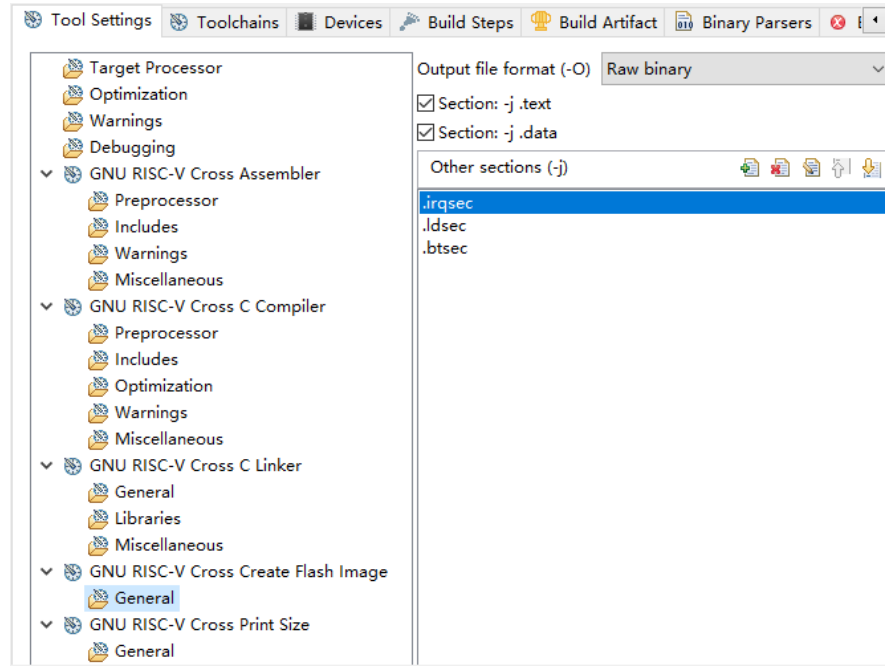 Tool Settings Toolchains Devices Build Steps Build Artifact Binary Parsers
Target Processor
Optimization
Warnings
Debugging
GNU RISC-V Cross Assembler
Preprocessor
Includes
Warnings
Miscellaneous
GNU RISC-V Cross C Compiler
Preprocessor
Includes
Optimization
Warnings
Miscellaneous
GNU RISC-V Cross C Linker
General
Libraries
Miscellaneous
GNU RISC-V Cross Create Flash Image
General
GNU RISC-V Cross Print Size
General
Output file format (-O) Raw binary
Section: -j .text
Section: -j .data
Other sections (-j)
.irqsec
.ldsec
.btsec